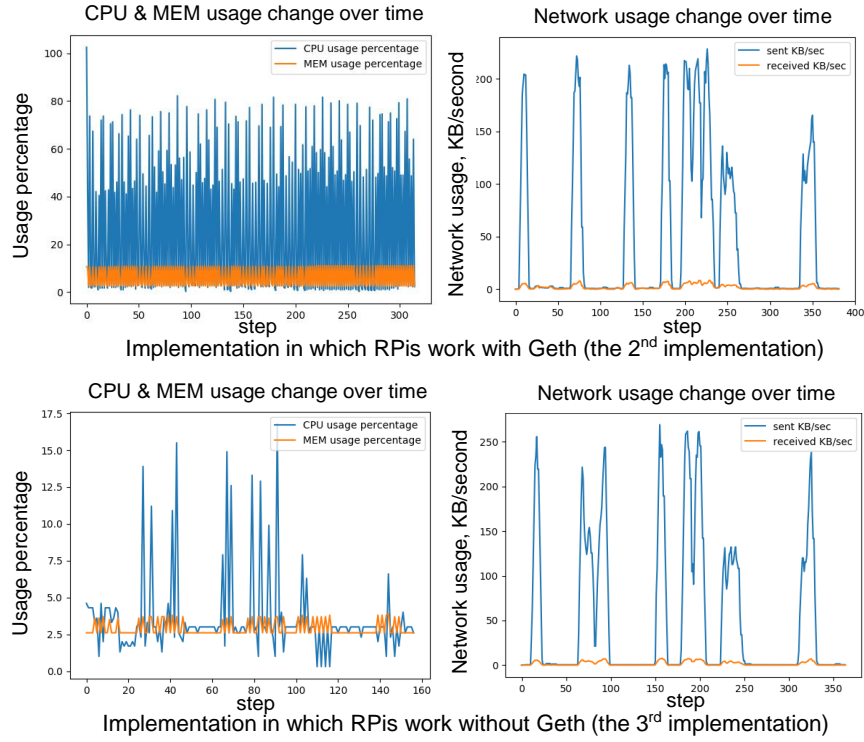 CPU & MEM usage change over time
Network usage change over time
CPU usage percentage
MEM usage percentage
sent KB/sec
received KB/sec
Usage percentage
100
80
60
40
20
0
0 50 100 150 200 250 300
step
Network usage, KB/second
200
150
100
50
0
0 50 100 150 200 250 300 350 400
step
Implementation in which RPis work with Geth (the 2nd implementation)
CPU & MEM usage change over time
Network usage change over time
CPU usage percentage
MEM usage percentage
sent KB/sec
received KB/sec
Usage percentage
17.5
15.0
12.5
10.0
7.5
5.0
2.5
0.0
0 20 40 60 80 100 120 140 160
step
Network usage, KB/second
250
200
150
100
50
0
0 50 100 150 200 250 300 350
step
Implementation in which RPis work without Geth (the 3rd implementation)